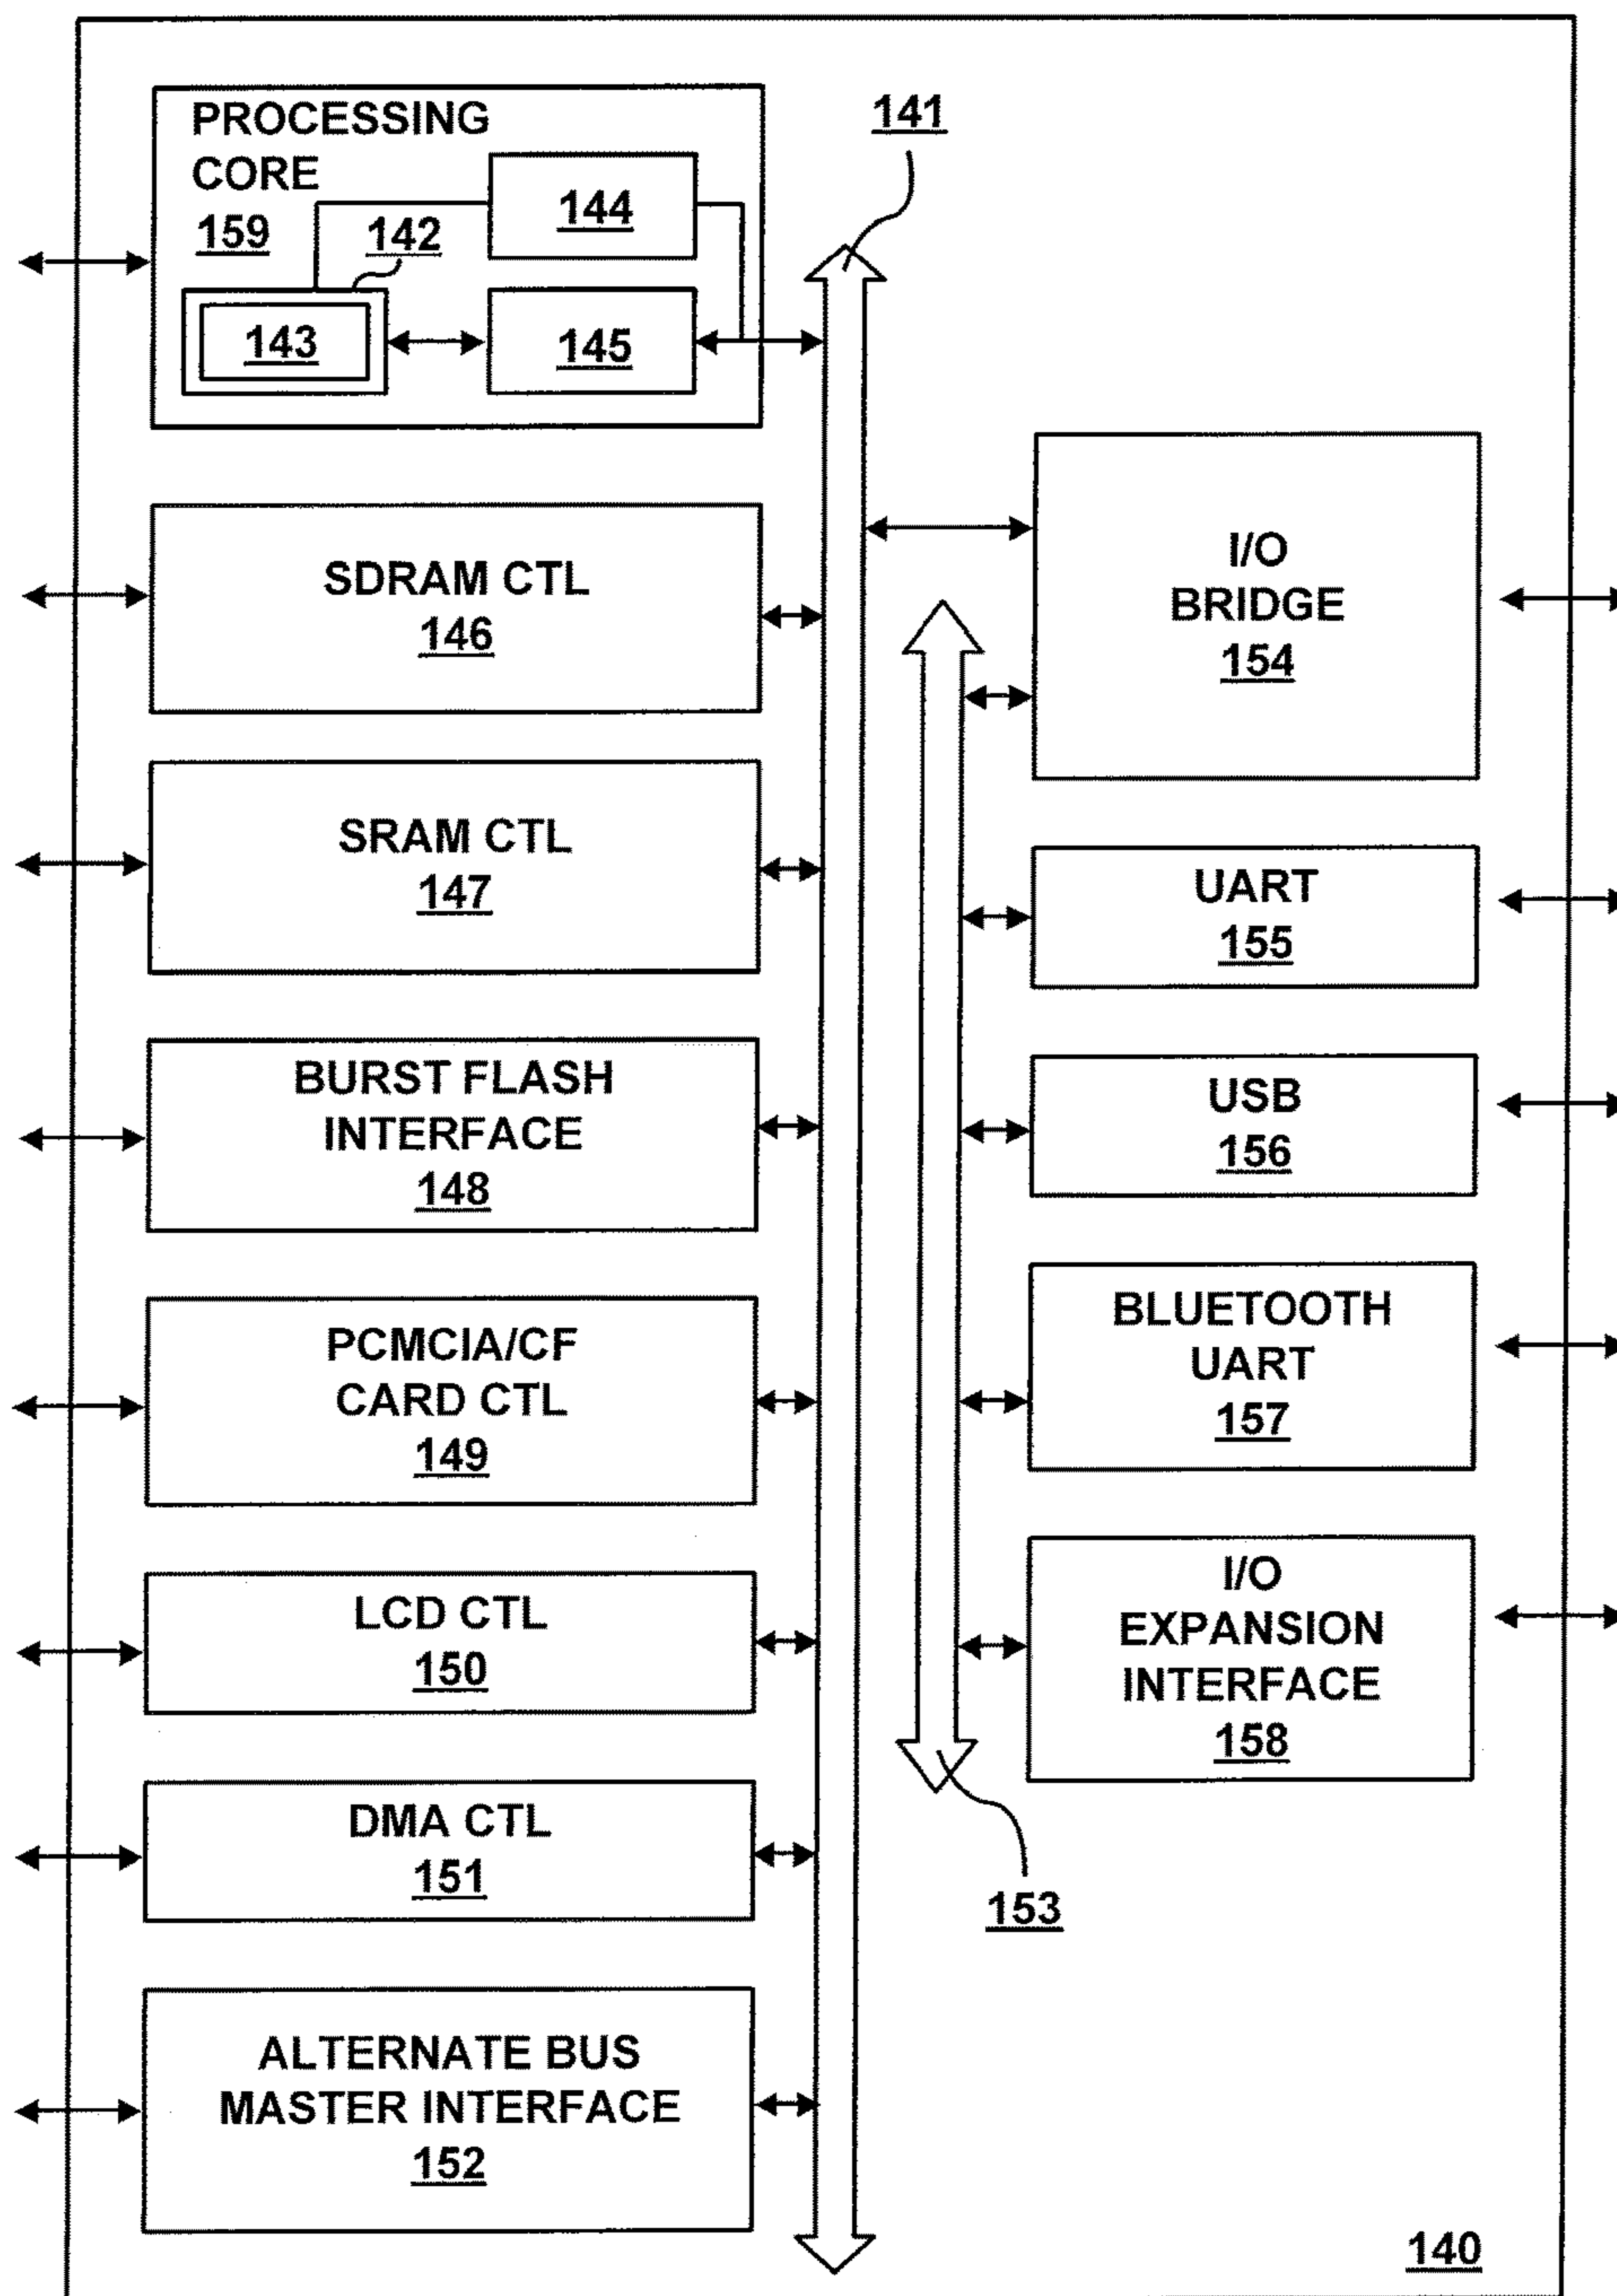 PROCESSING
CORE
159
142
144
143
145
141
SDRAM CTL
146
SRAM CTL
147
BURST FLASH
INTERFACE
148
PCMCIA/CF
CARD CTL
149
LCD CTL
150
DMA CTL
151
ALTERNATE BUS
MASTER INTERFACE
152
I/O
BRIDGE
154
UART
155
USB
156
BLUETOOTH
UART
157
I/O
EXPANSION
INTERFACE
158
153
140